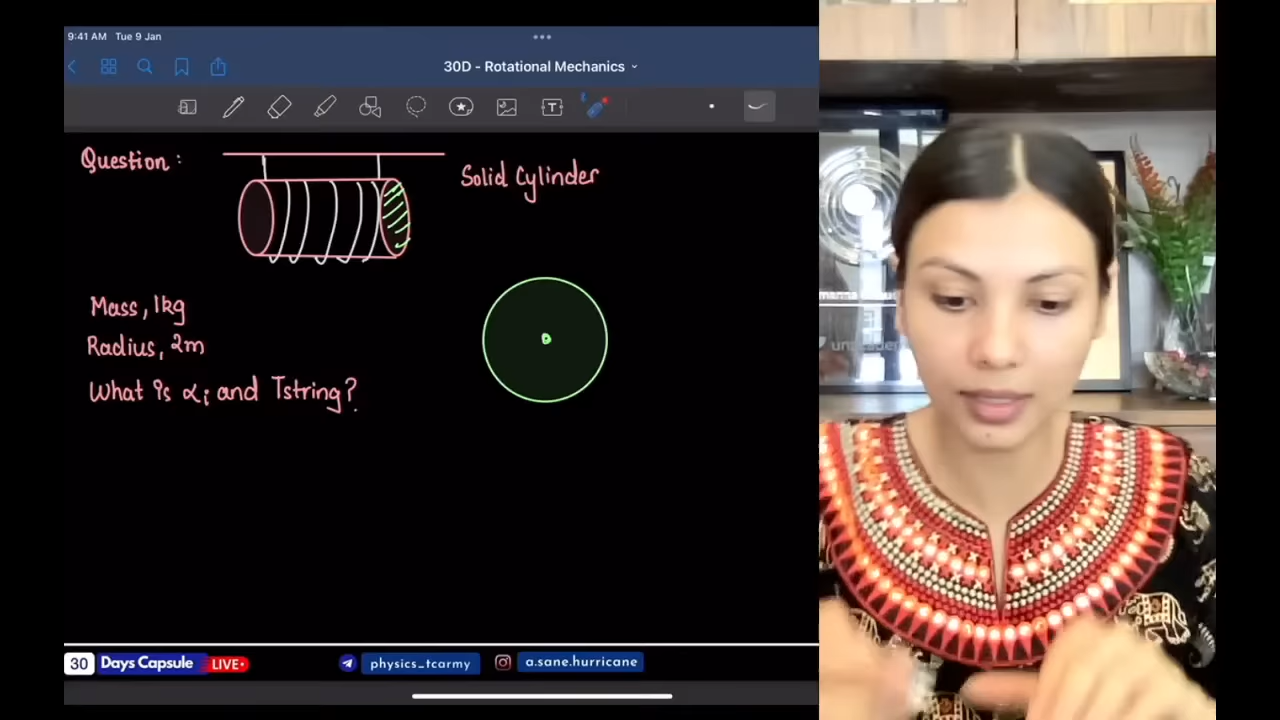 9:41 AM Tue 9 Jan
30D - Rotational Mechanics
Question :
Solid Cylinder
Mass, 1kg
Radius, 2m
What is α; and Tstring?
30 Days Capsule LIVE
physics_tcarmy
a.sane.hurricane